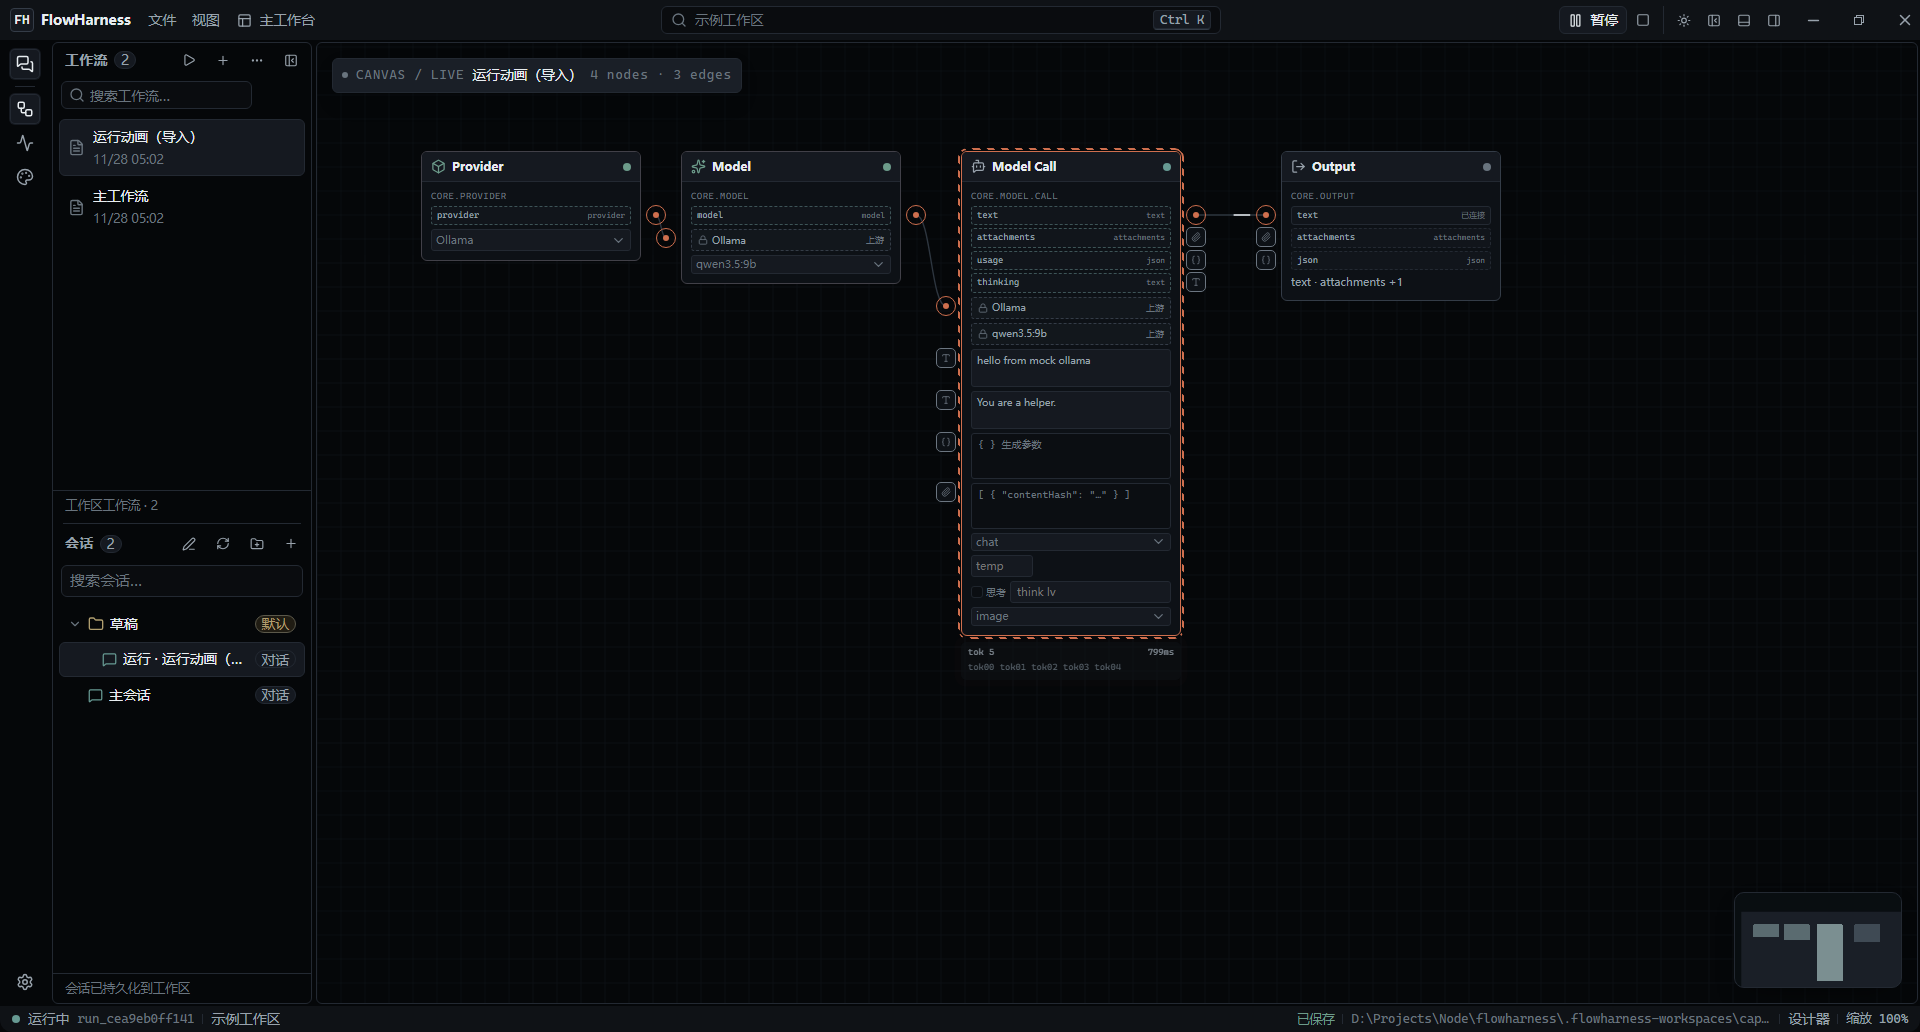 FH FlowHarness 文件 视图 主工作台 示例工作区 Ctrl K 暂停
工作流 2
搜索工作流...
运行动画（导入）
11/28 05:02
主工作流
11/28 05:02
工作区工作流 · 2
会话 2
搜索会话...
草稿 默认
运行 · 运行动画（... 对话
主会话 对话
会话已持久化到工作区
CANVAS / LIVE 运行动画（导入） 4 nodes · 3 edges
Provider
CORE.PROVIDER
provider provider
Ollama
Model
CORE.MODEL
model model
Ollama 上游
qwen3.5:9b
Model Call
CORE.MODEL.CALL
text text
attachments attachments
usage json
thinking text
Ollama 上游
qwen3.5:9b 上游
hello from mock ollama
You are a helper.
{ } 生成参数
[ { "contentHash": "…" } ]
chat
temp
思考 think lv
image
tok 5 799ms
tok00 tok01 tok02 tok03 tok04
Output
CORE.OUTPUT
text 已连接
attachments attachments
json json
text · attachments +1
运行中 run_cea9eb0ff141 示例工作区 已保存 D:\Projects\Node\flowharness\.flowharness-workspaces\cap… 设计器 缩放 100%